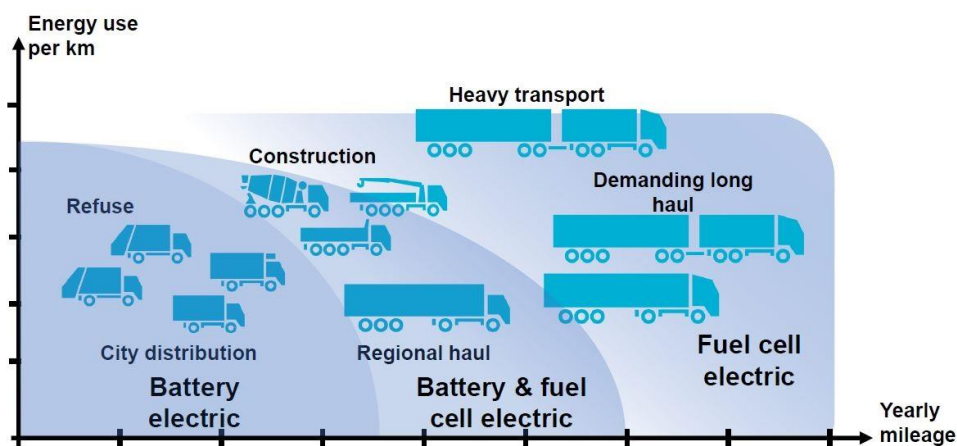 Energy use
per km
Heavy transport
Construction
Demanding long
haul
Refuse
City distribution
Regional haul
Fuel cell
electric
Battery
electric
Battery & fuel
cell electric
Yearly
mileage